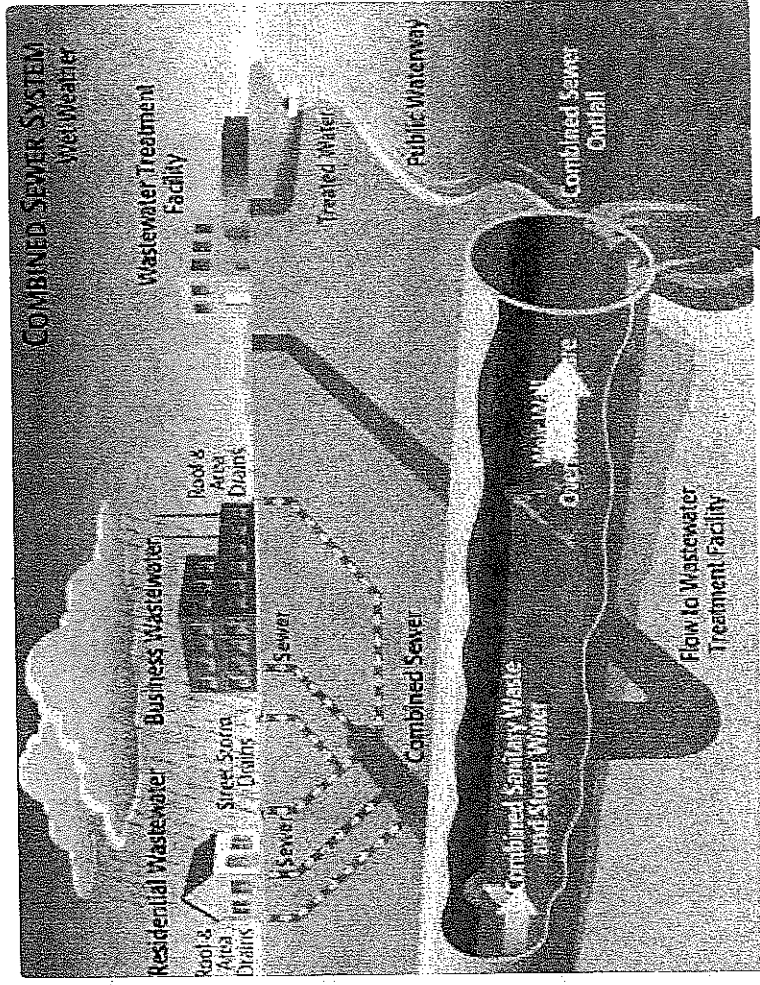 COMBINED SEWER SYSTEM
Wet Weather
Residential Wastewater
Business Wastewater
Wastewater Treatment
Facility
Roof &
Area
Drains
Street Storm
Drains
Roof &
Area
Drains
Sewer
Sewer
Treated Water
Combined Sewer
Public Waterway
Combined Sanitary Waste
and Storm Water
Weir Wall
Combined Sewer
Outfall
Flow to Wastewater
Treatment Facility